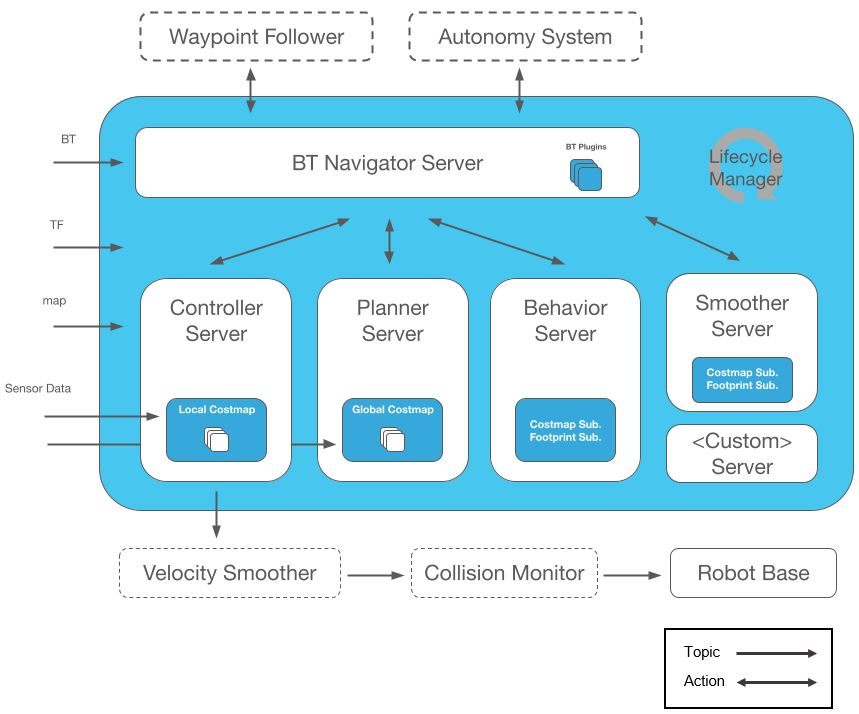 Waypoint Follower
Autonomy System
BT
BT Navigator Server
BT Plugins
Lifecycle
Manager
TF
map
Sensor Data
Controller
Server
Local Costmap
Planner
Server
Global Costmap
Behavior
Server
Costmap Sub.
Footprint Sub.
Smoother
Server
Costmap Sub.
Footprint Sub.
<Custom>
Server
Velocity Smoother
Collision Monitor
Robot Base
Topic
Action